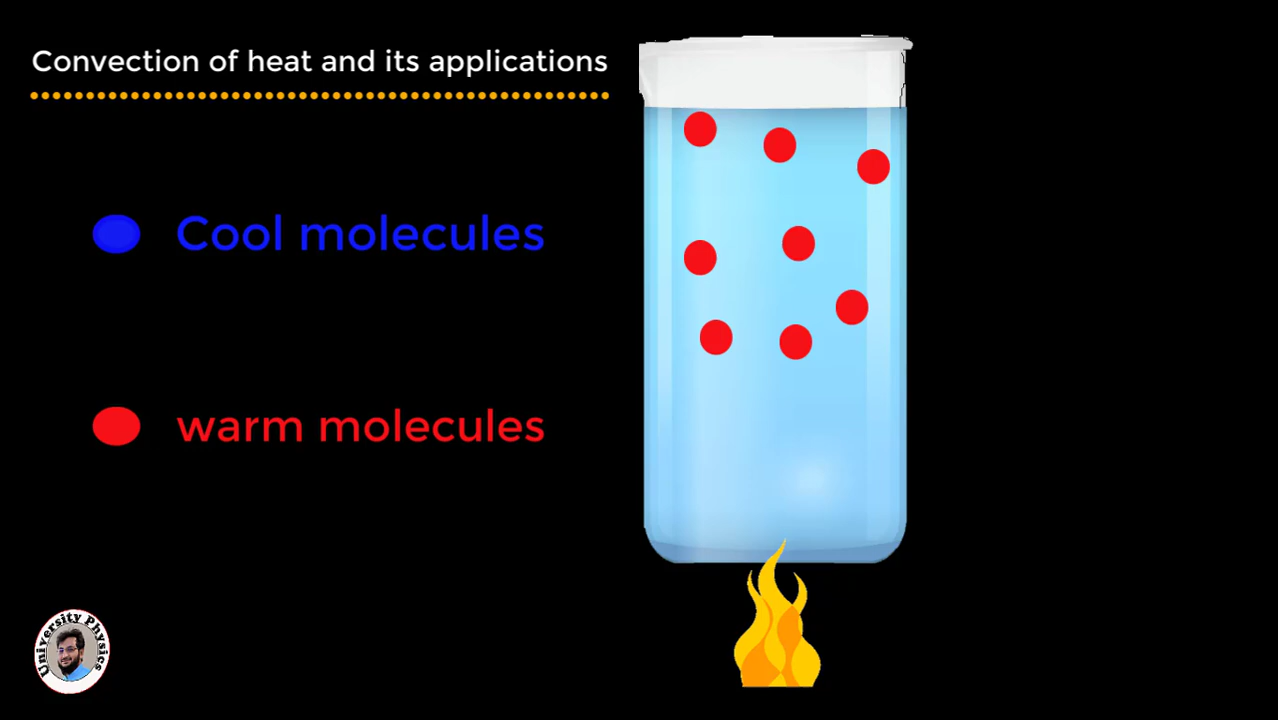 Convection of heat and its applications
Cool molecules
warm molecules
University Physics